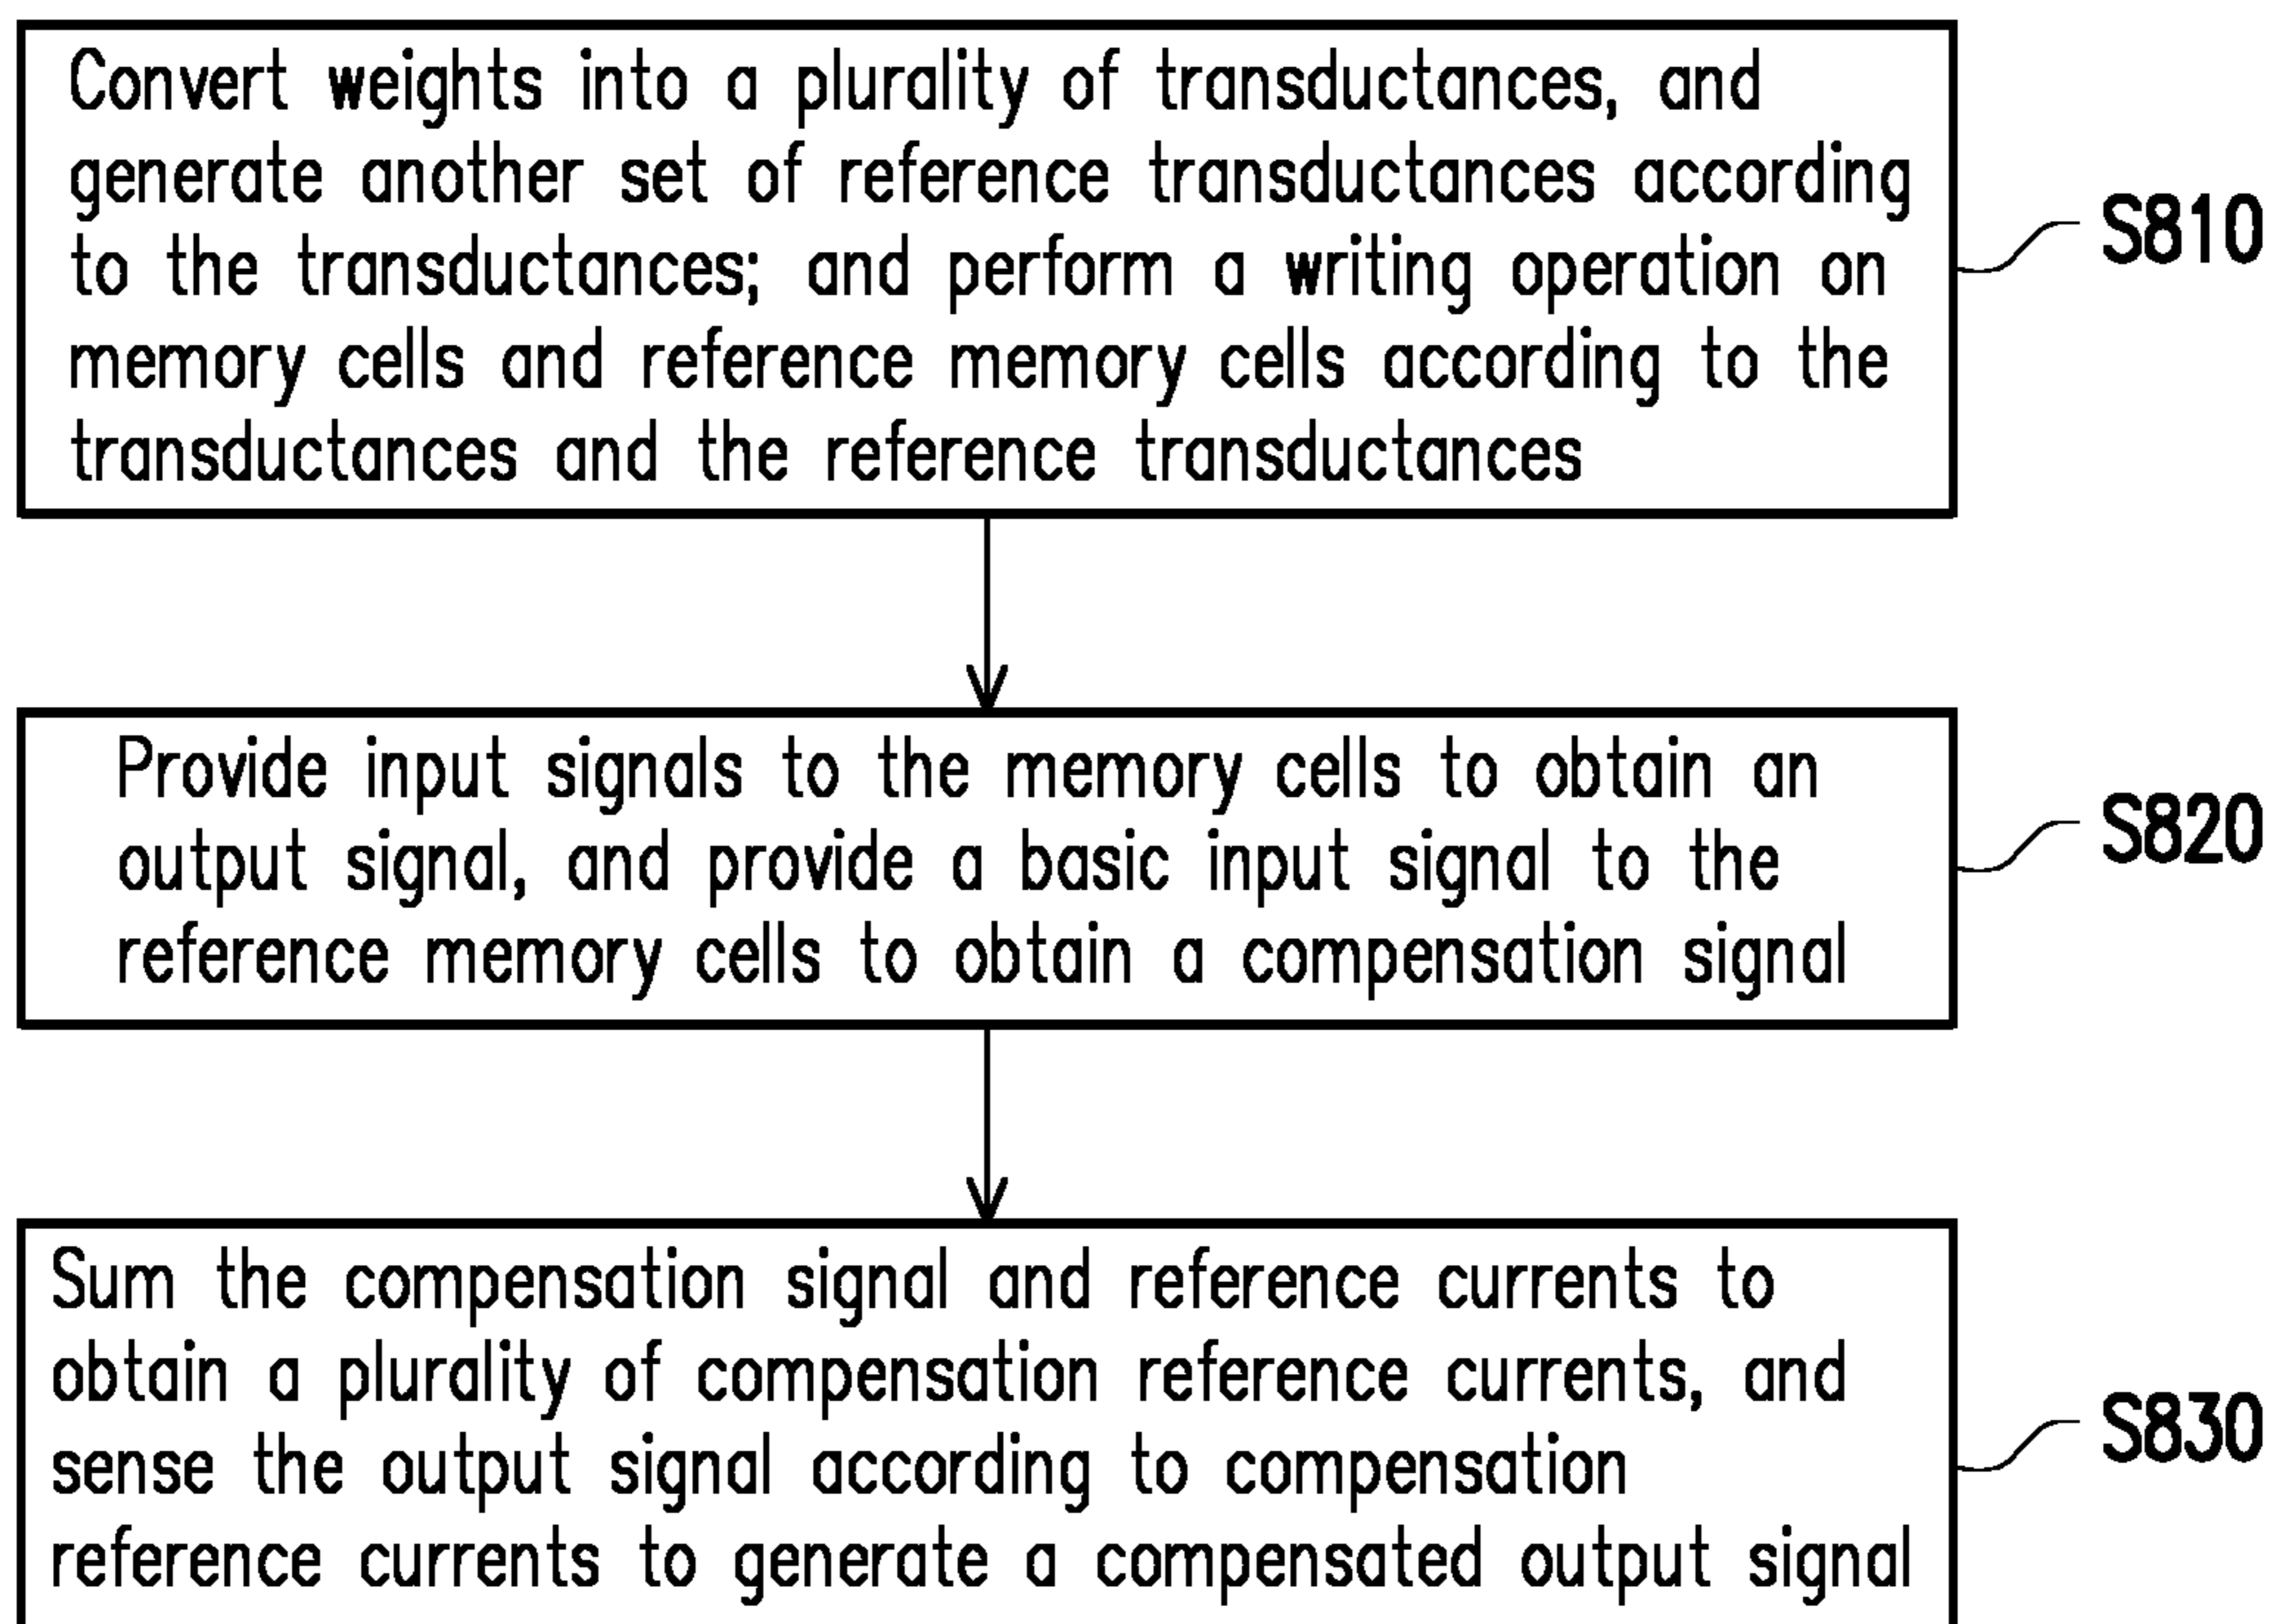 Convert weights into a plurality of transductances, and
generate another set of reference transductances according
to the transductances; and perform a writing operation on
memory cells and reference memory cells according to the
transductances and the reference transductances
S810
Provide input signals to the memory cells to obtain an
output signal, and provide a basic input signal to the
reference memory cells to obtain a compensation signal
S820
Sum the compensation signal and reference currents to
obtain a plurality of compensation reference currents, and
sense the output signal according to compensation
reference currents to generate a compensated output signal
S830